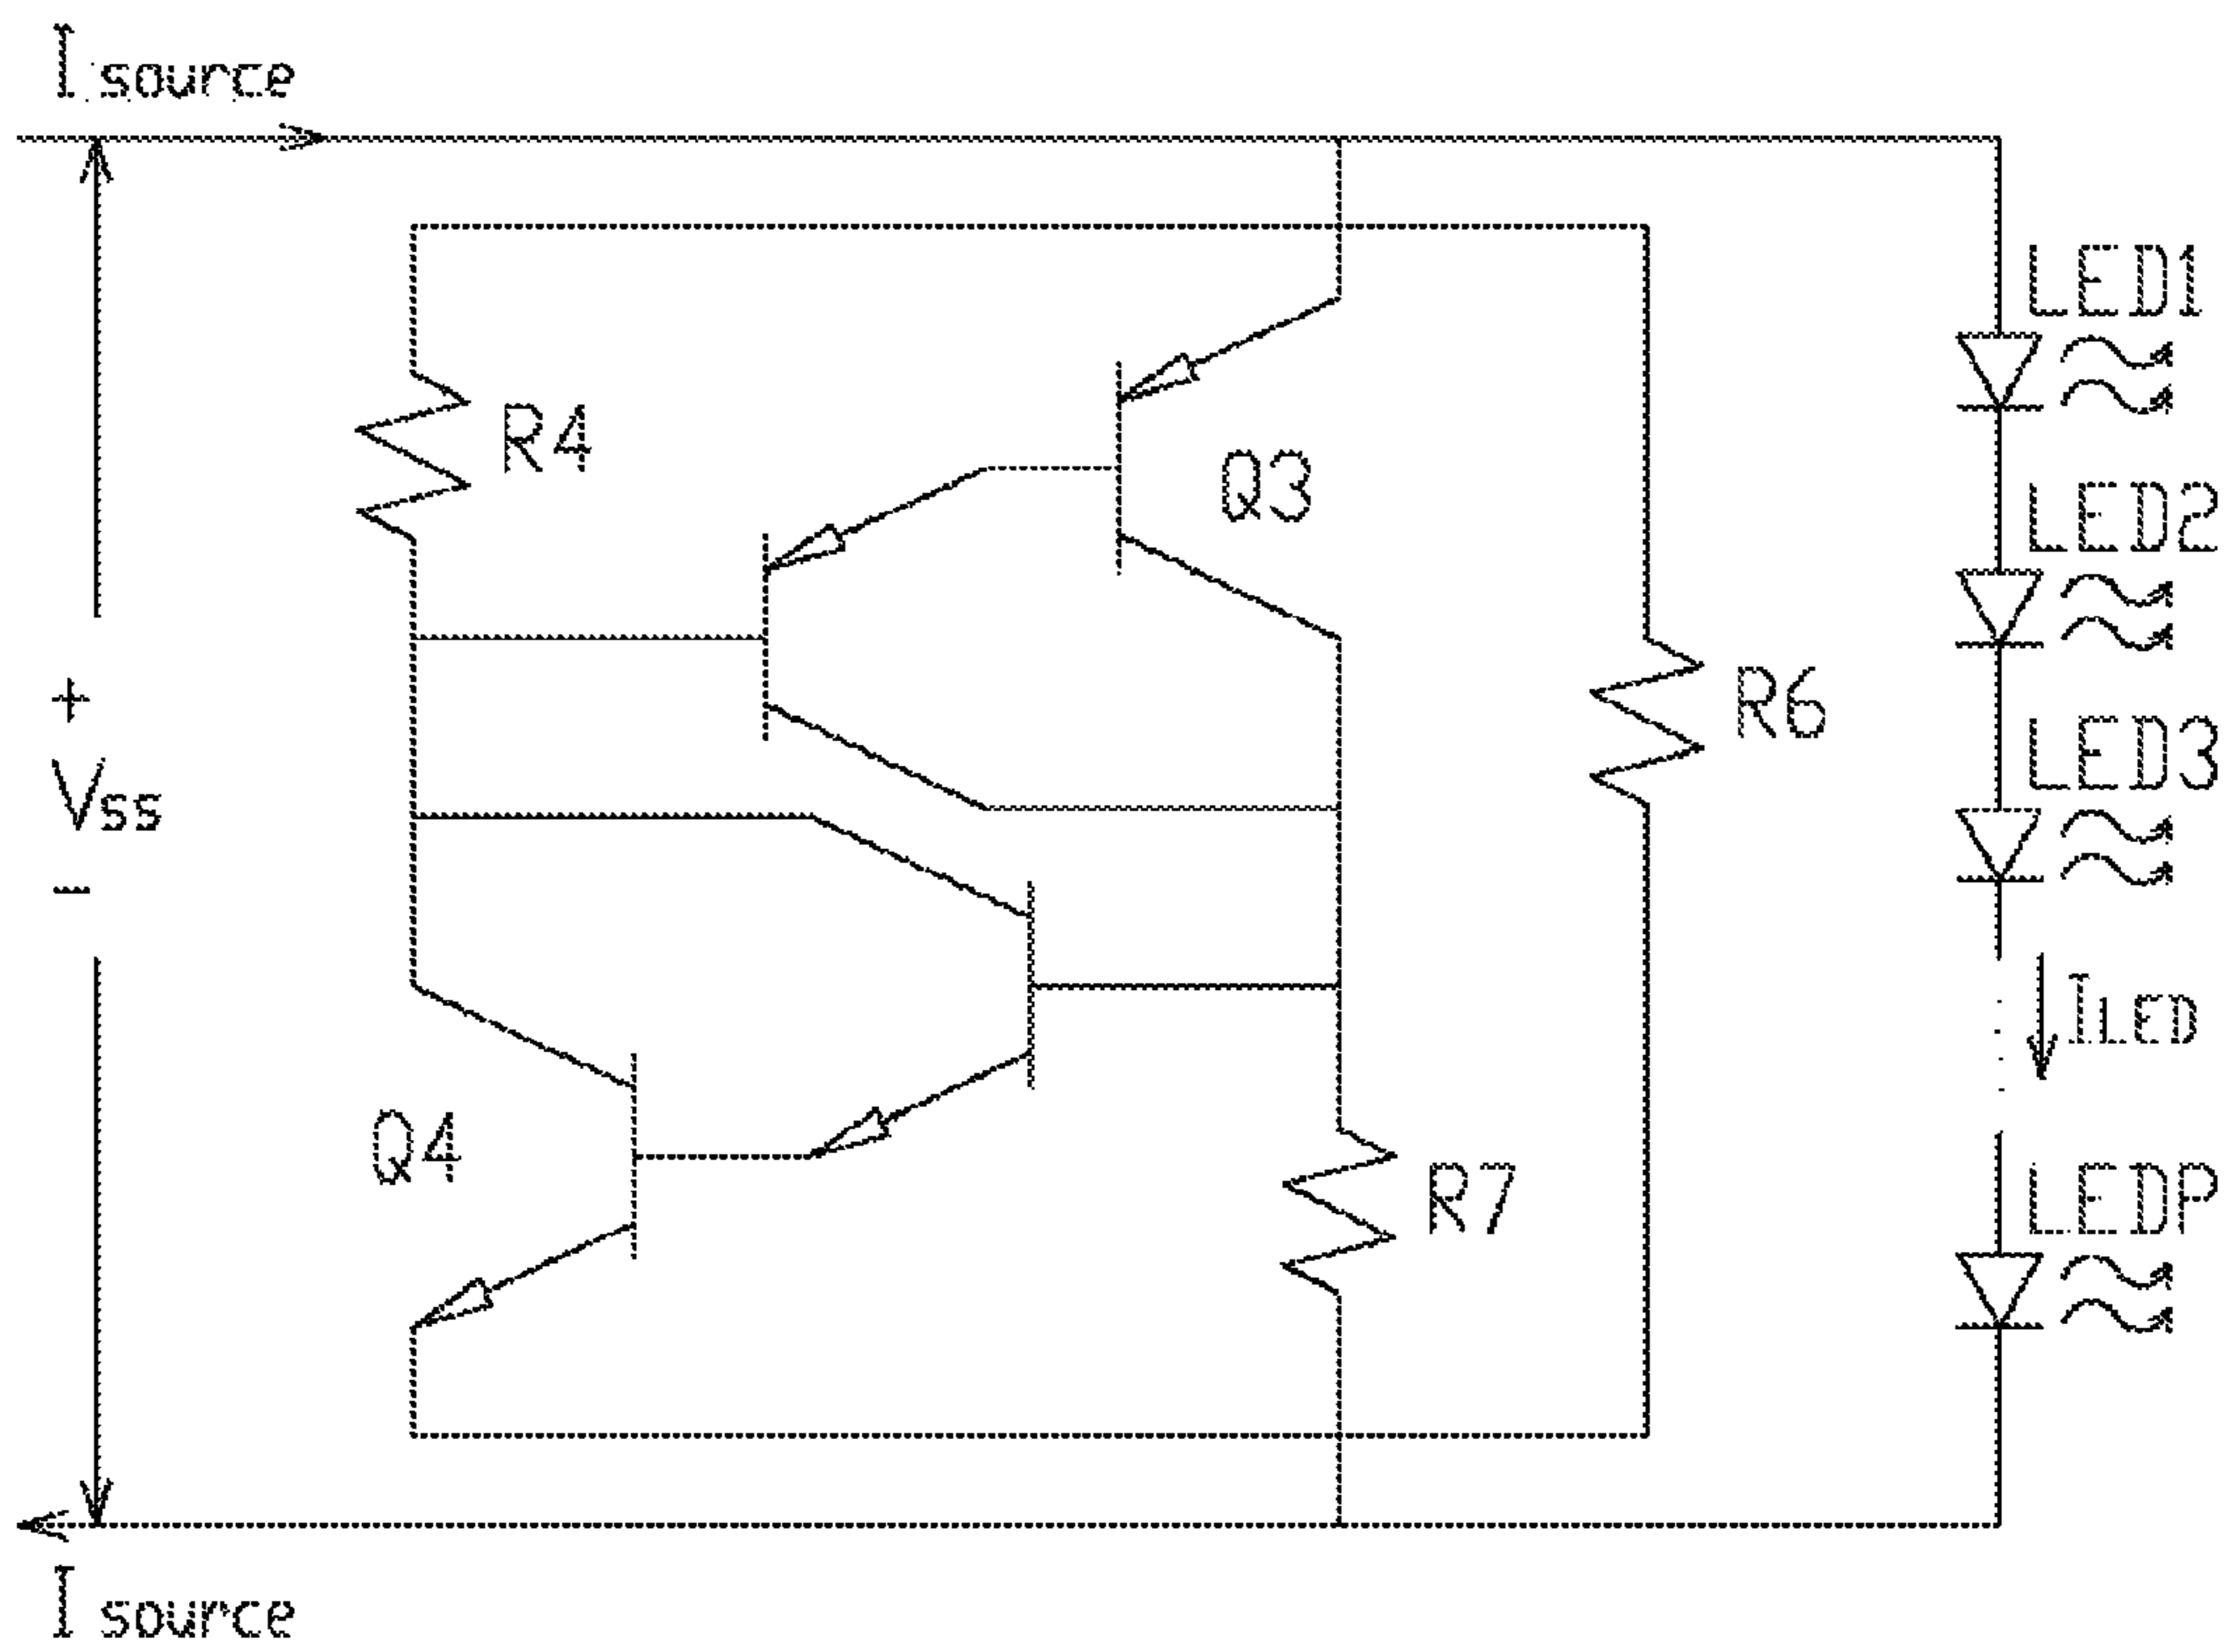 I source
LED1
R4
Q3
LED2
R6
LED3
+
Vss
-
ILED
Q4
R7
LEDP
I source